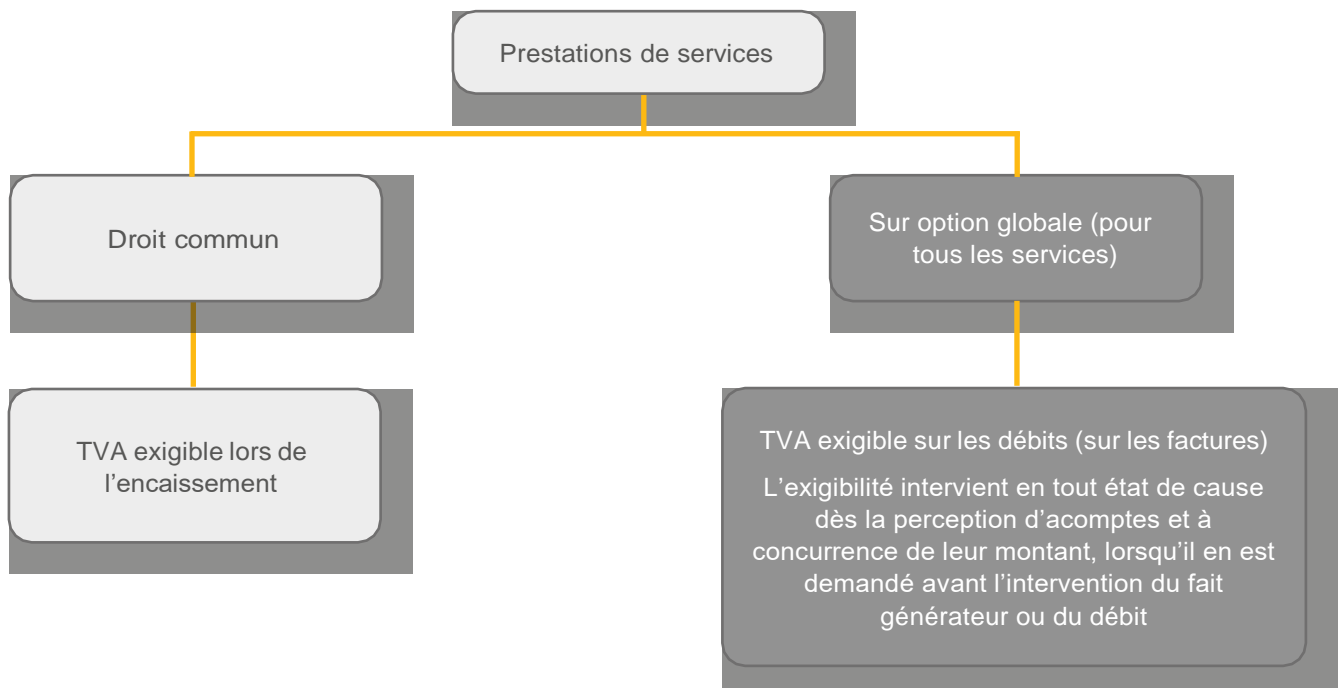 Prestations de services
Droit commun
Sur option globale (pour
tous les services)
TVA exigible lors de
l’encaissement
TVA exigible sur les débits (sur les factures)
L’exigibilité intervient en tout état de cause
dès la perception d’acomptes et à
concurrence de leur montant, lorsqu’il en est
demandé avant l’intervention du fait
générateur ou du débit